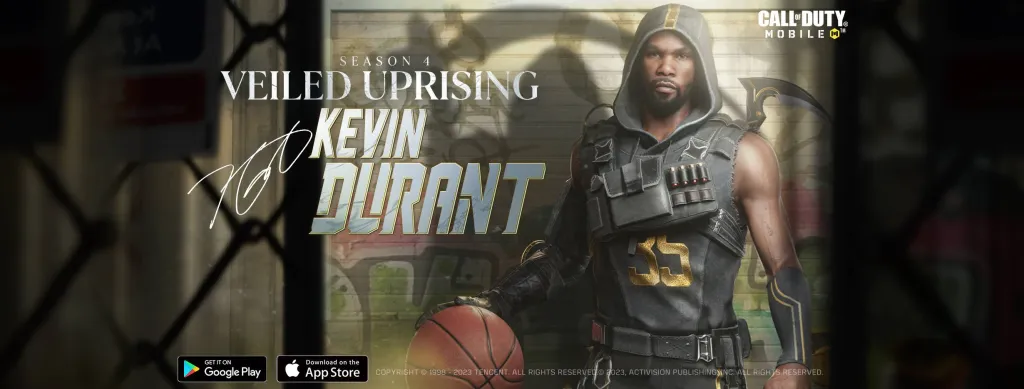 CALL OF DUTY®
MOBILE M™
SEASON 4
VEILED UPRISING
KEVIN
DURANT
35
GET IT ON
Google Play
Download on the
App Store
COPYRIGHT © 1998 - 2023 TENCENT. ALL RIGHTS RESERVED. © 2023, ACTIVISION PUBLISHING, INC. ALL RIGHTS RESERVED.